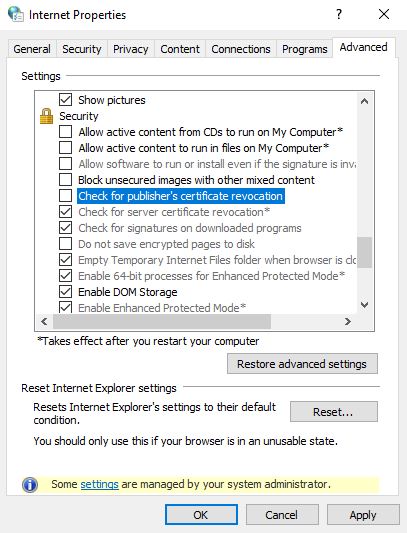 Internet Properties
General Security Privacy Content Connections Programs Advanced
Settings
Show pictures
Security
Allow active content from CDs to run on My Computer*
Allow active content to run in files on My Computer*
Allow software to run or install even if the signature is inva
Block unsecured images with other mixed content
Check for publisher's certificate revocation
Check for server certificate revocation*
Check for signatures on downloaded programs
Do not save encrypted pages to disk
Empty Temporary Internet Files folder when browser is clo
Enable 64-bit processes for Enhanced Protected Mode*
Enable DOM Storage
Enable Enhanced Protected Mode*
*Takes effect after you restart your computer
Restore advanced settings
Reset Internet Explorer settings
Resets Internet Explorer's settings to their default
condition.
Reset...
You should only use this if your browser is in an unusable state.
Some settings are managed by your system administrator.
OK Cancel Apply